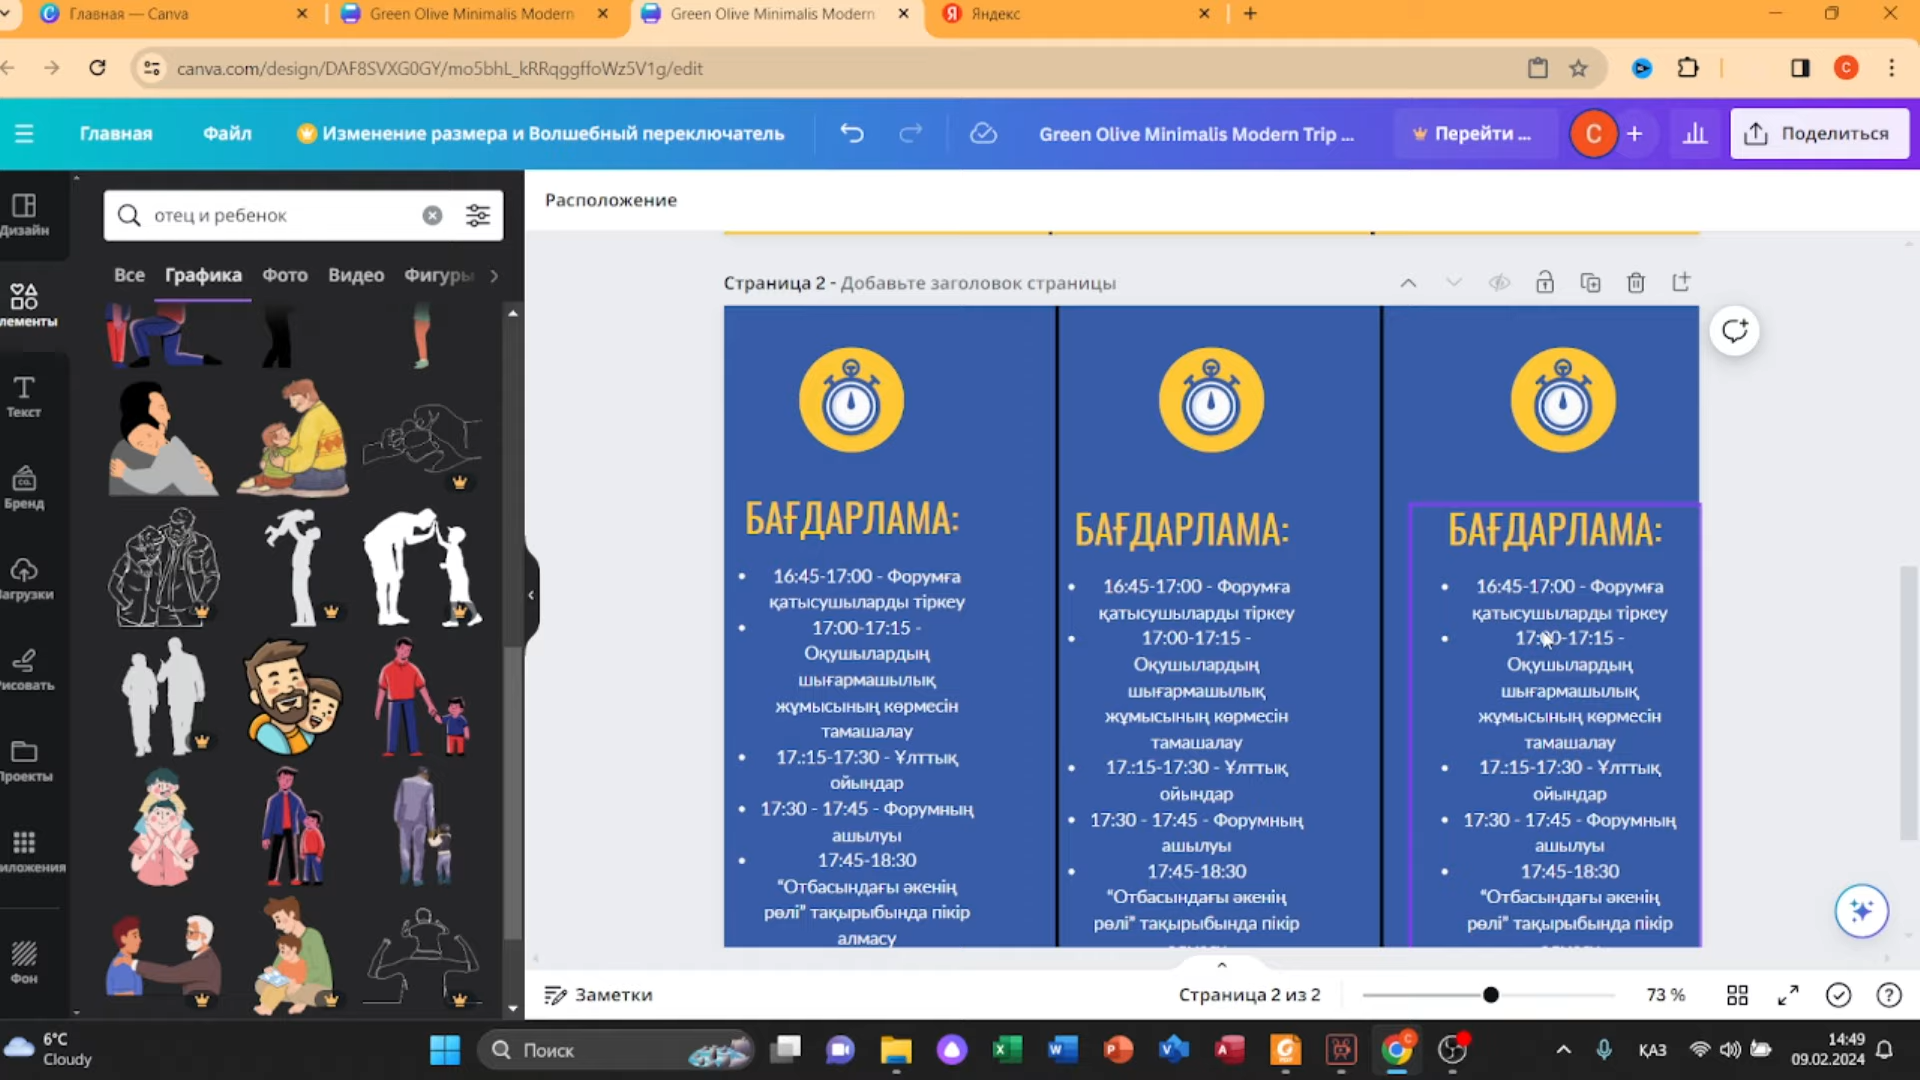 Главная — Canva
Green Olive Minimalis Modern
Green Olive Minimalis Modern
Яндекс
canva.com/design/DAF8SVXG0GY/mo5bhL_kRRqggffoWz5V1g/edit
C
Главная
Файл
Изменение размера и Волшебный переключатель
Green Olive Minimalis Modern Trip ...
Перейти ...
C
Поделиться
отец и ребенок
Расположение
Все
Графика
Фото
Видео
Фигуры
Дизайн
лементы
Текст
Бренд
агрузки
исовать
Проекты
иложения
Фон
Страница 2 - Добавьте заголовок страницы
БАҒДАРЛАМА:
16:45-17:00 - Форумға
қатысушыларды тіркеу
17:00-17:15 -
Оқушылардың
шығармашылық
жұмысының көрмесін
тамашалау
17.:15-17:30 - Ұлттық
ойындар
17:30 - 17:45 - Форумның
ашылуы
17:45-18:30
“Отбасындағы әкенің
рөлі” тақырыбында пікір
алмасу
БАҒДАРЛАМА:
16:45-17:00 - Форумға
қатысушыларды тіркеу
17:00-17:15 -
Оқушылардың
шығармашылық
жұмысының көрмесін
тамашалау
17.:15-17:30 - Ұлттық
ойындар
17:30 - 17:45 - Форумның
ашылуы
17:45-18:30
“Отбасындағы әкенің
рөлі” тақырыбында пікір
БАҒДАРЛАМА:
16:45-17:00 - Форумға
қатысушыларды тіркеу
17:00-17:15 -
Оқушылардың
шығармашылық
жұмысының көрмесін
тамашалау
17.:15-17:30 - Ұлттық
ойындар
17:30 - 17:45 - Форумның
ашылуы
17:45-18:30
“Отбасындағы әкенің
рөлі” тақырыбында пікір
Заметки
Страница 2 из 2
73 %
6°C
Cloudy
Поиск
ҚАЗ
14:49
09.02.2024